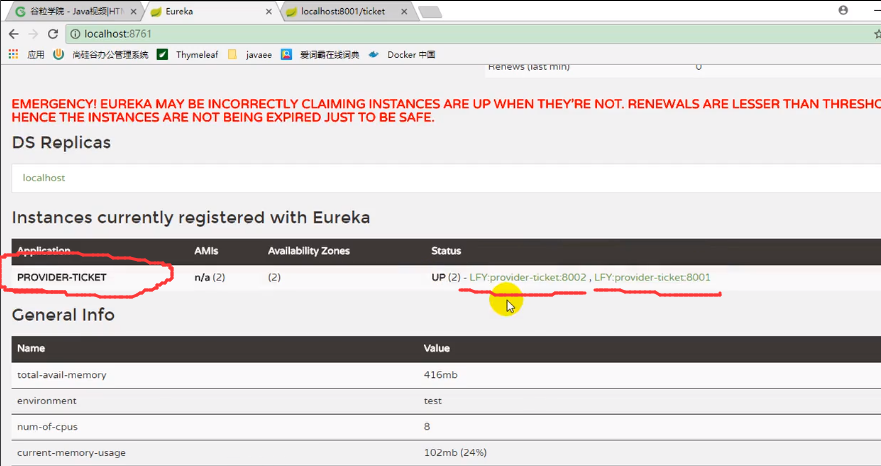 谷粒学院 - Java视频|HT
Eureka
localhost:8001/ticket
localhost:8761
应用
尚硅谷办公管理系统
Thymeleaf
javaee
爱词霸在线词典
Docker 中国
Renews (last min)
0
EMERGENCY! EUREKA MAY BE INCORRECTLY CLAIMING INSTANCES ARE UP WHEN THEY'RE NOT. RENEWALS ARE LESSER THAN THRESHO
HENCE THE INSTANCES ARE NOT BEING EXPIRED JUST TO BE SAFE.
DS Replicas
localhost
Instances currently registered with Eureka
Application AMIs Availability Zones Status
PROVIDER-TICKET n/a (2) (2) UP (2) - LFY:provider-ticket:8002 , LFY:provider-ticket:8001
General Info
Name Value
total-avail-memory 416mb
environment test
num-of-cpus 8
current-memory-usage 102mb (24%)